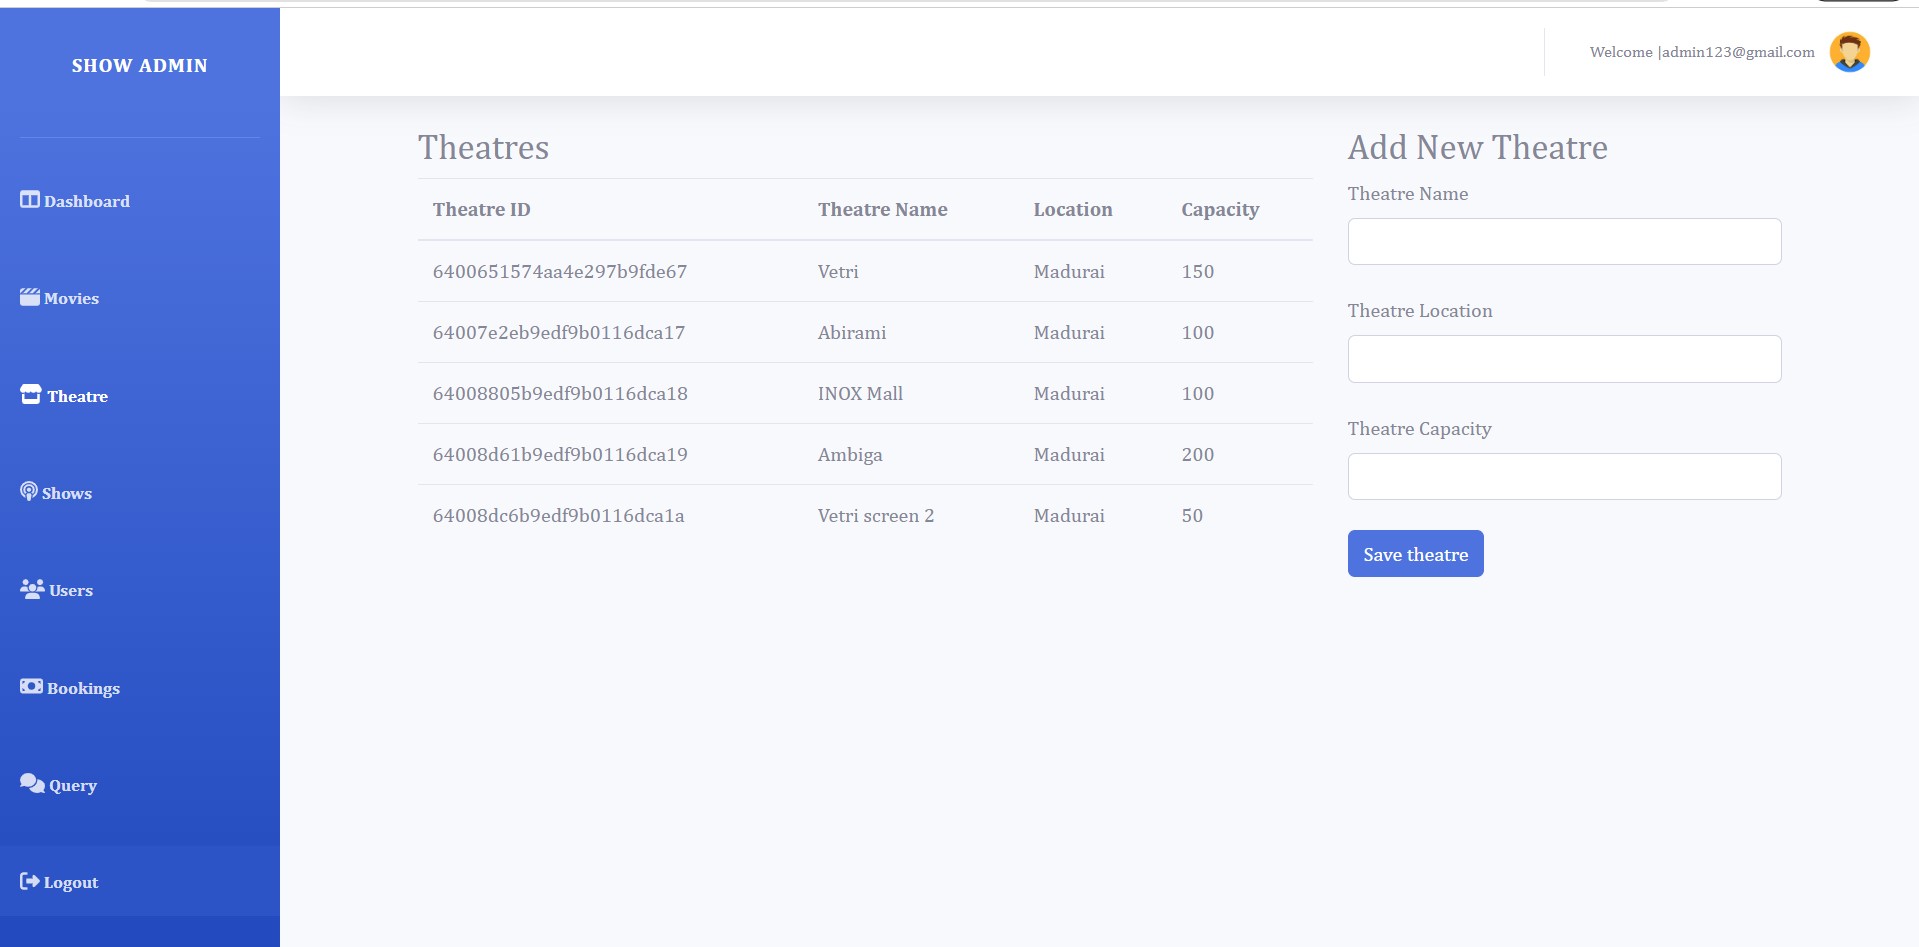 SHOW ADMIN
Dashboard
Movies
Theatre
Shows
Users
Bookings
Query
Logout
Welcome |admin123@gmail.com
Theatres
Theatre ID Theatre Name Location Capacity
6400651574aa4e297b9fde67 Vetri Madurai 150
64007e2eb9edf9b0116dca17 Abirami Madurai 100
64008805b9edf9b0116dca18 INOX Mall Madurai 100
64008d61b9edf9b0116dca19 Ambiga Madurai 200
64008dc6b9edf9b0116dca1a Vetri screen 2 Madurai 50
Add New Theatre
Theatre Name
Theatre Location
Theatre Capacity
Save theatre